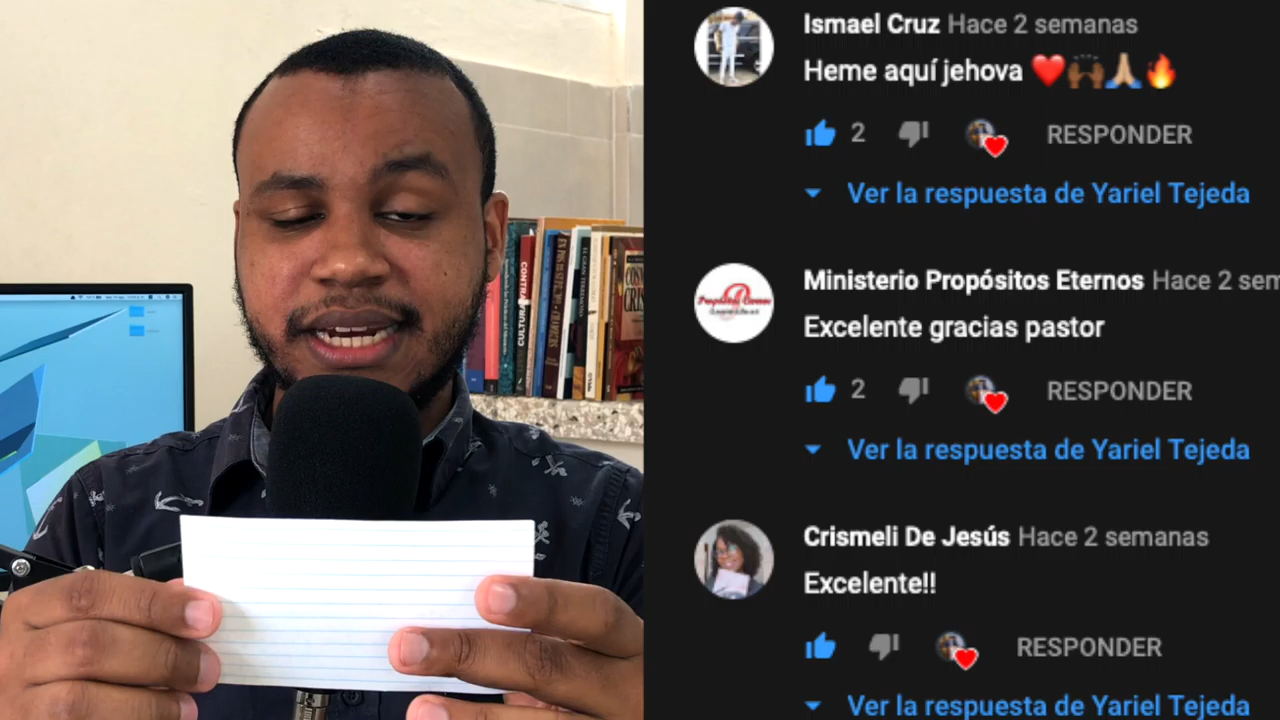 Ismael Cruz Hace 2 semanas
Heme aquí jehova ❤️🙌🏾🙏🏼🔥
2 RESPONDER
Ver la respuesta de Yariel Tejeda
Ministerio Propósitos Eternos Hace 2 sem
Excelente gracias pastor
2 RESPONDER
Ver la respuesta de Yariel Tejeda
Crismeli De Jesús Hace 2 semanas
Excelente!!
RESPONDER
Ver la respuesta de Yariel Tejeda
CONTRACULTURA